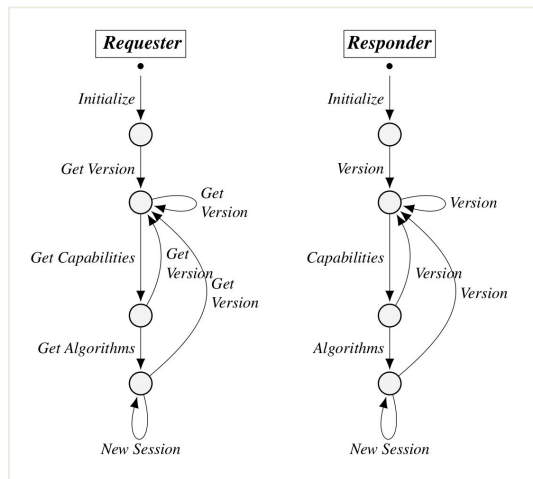 Requester
Initialize
Get Version
Get
Version
Get Capabilities
Get
Version
Get
Version
Get Algorithms
New Session
Responder
Initialize
Version
Version
Capabilities
Version
Version
Algorithms
New Session